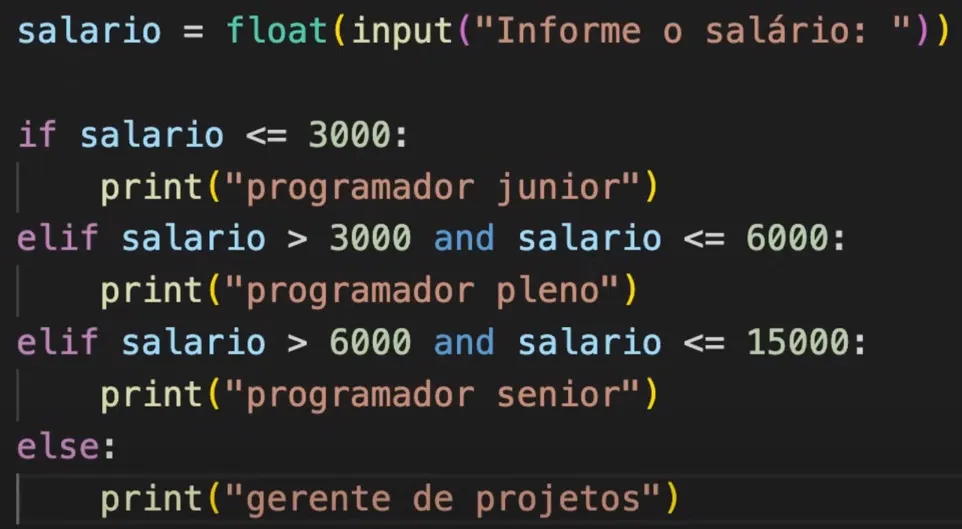 salario = float(input("Informe o salário: "))
if salario <= 3000:
print("programador junior")
elif salario > 3000 and salario <= 6000:
print("programador pleno")
elif salario > 6000 and salario <= 15000:
print("programador senior")
else:
print("gerente de projetos")